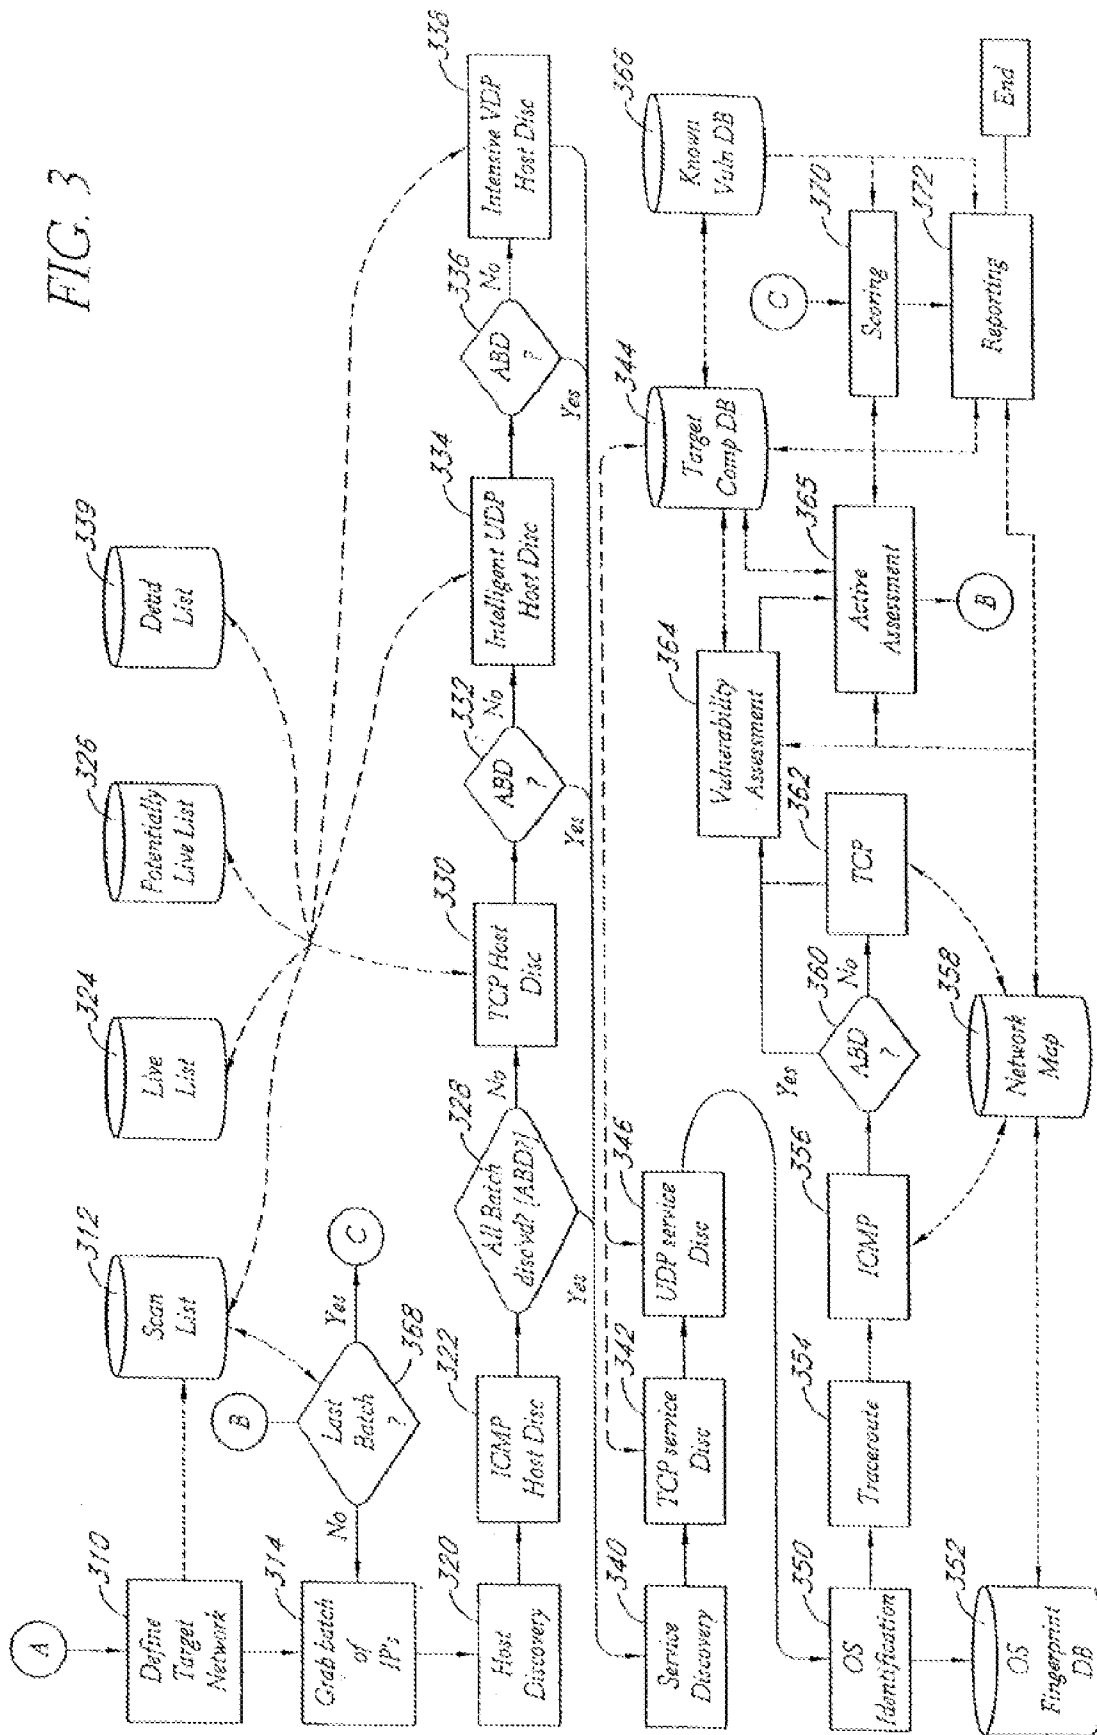 FIG. 3
A
310
Define
Target
Network
312
Scan
List
324
Live
List
326
Potentially
Live List
339
Dead
List
314
Grab batch
of
IP's
No
Last
Batch
?
368
B
Yes
C
320
Host
Discovery
322
ICMP
Host Disc
328
All Batch
disc'vd? [ABD?]
No
Yes
330
TCP Host
Disc
332
ABD
?
No
Yes
334
Intelligent UDP
Host Disc
336
ABD
?
No
Yes
338
Intensive VDP
Host Disc
340
Service
Discovery
342
TCP service
Disc
346
UDP service
Disc
344
Target
Comp DB
366
Known
Vuln DB
350
OS
Identification
354
Traceroute
356
ICMP
360
ABD
?
Yes
No
362
TCP
364
Vulnerability
Assessment
365
Active
Assessment
B
C
370
Scoring
372
Reporting
End
352
OS
Fingerprint
DB
358
Network
Map